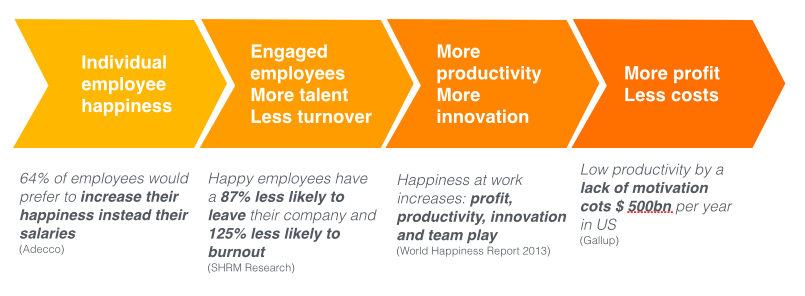 Individual
employee
happiness
Engaged
employees
More talent
Less turnover
More
productivity
More
innovation
More profit
Less costs
64% of employees would
prefer to increase their
happiness instead their
salaries
(Adecco)
Happy employees have
a 87% less likely to
leave their company and
125% less likely to
burnout
(SHRM Research)
Happiness at work
increases: profit,
productivity, innovation
and team play
(World Happiness Report 2013)
Low productivity by a
lack of motivation
cots $ 500bn per year
in US
(Gallup)